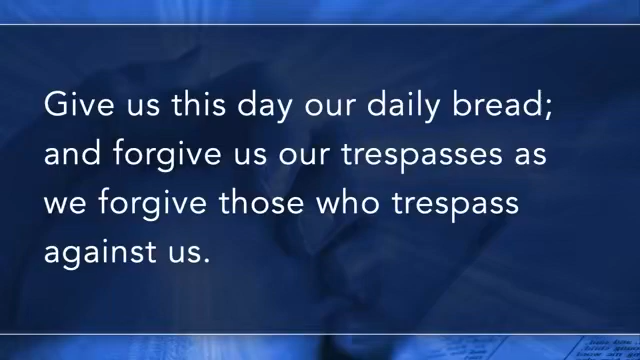 Give us this day our daily bread;
and forgive us our trespasses as
we forgive those who trespass
against us.